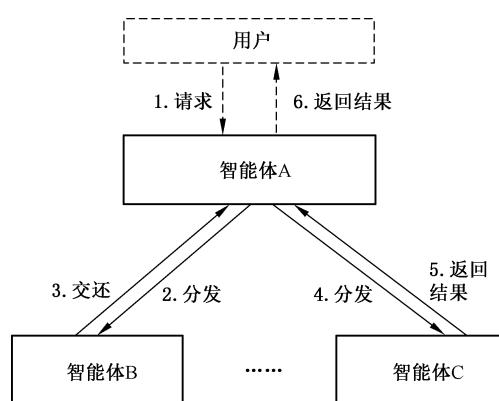 用户
1.请求
6.返回结果
智能体A
3.交还
2.分发
4.分发
5.返回
结果
智能体B
……
智能体C